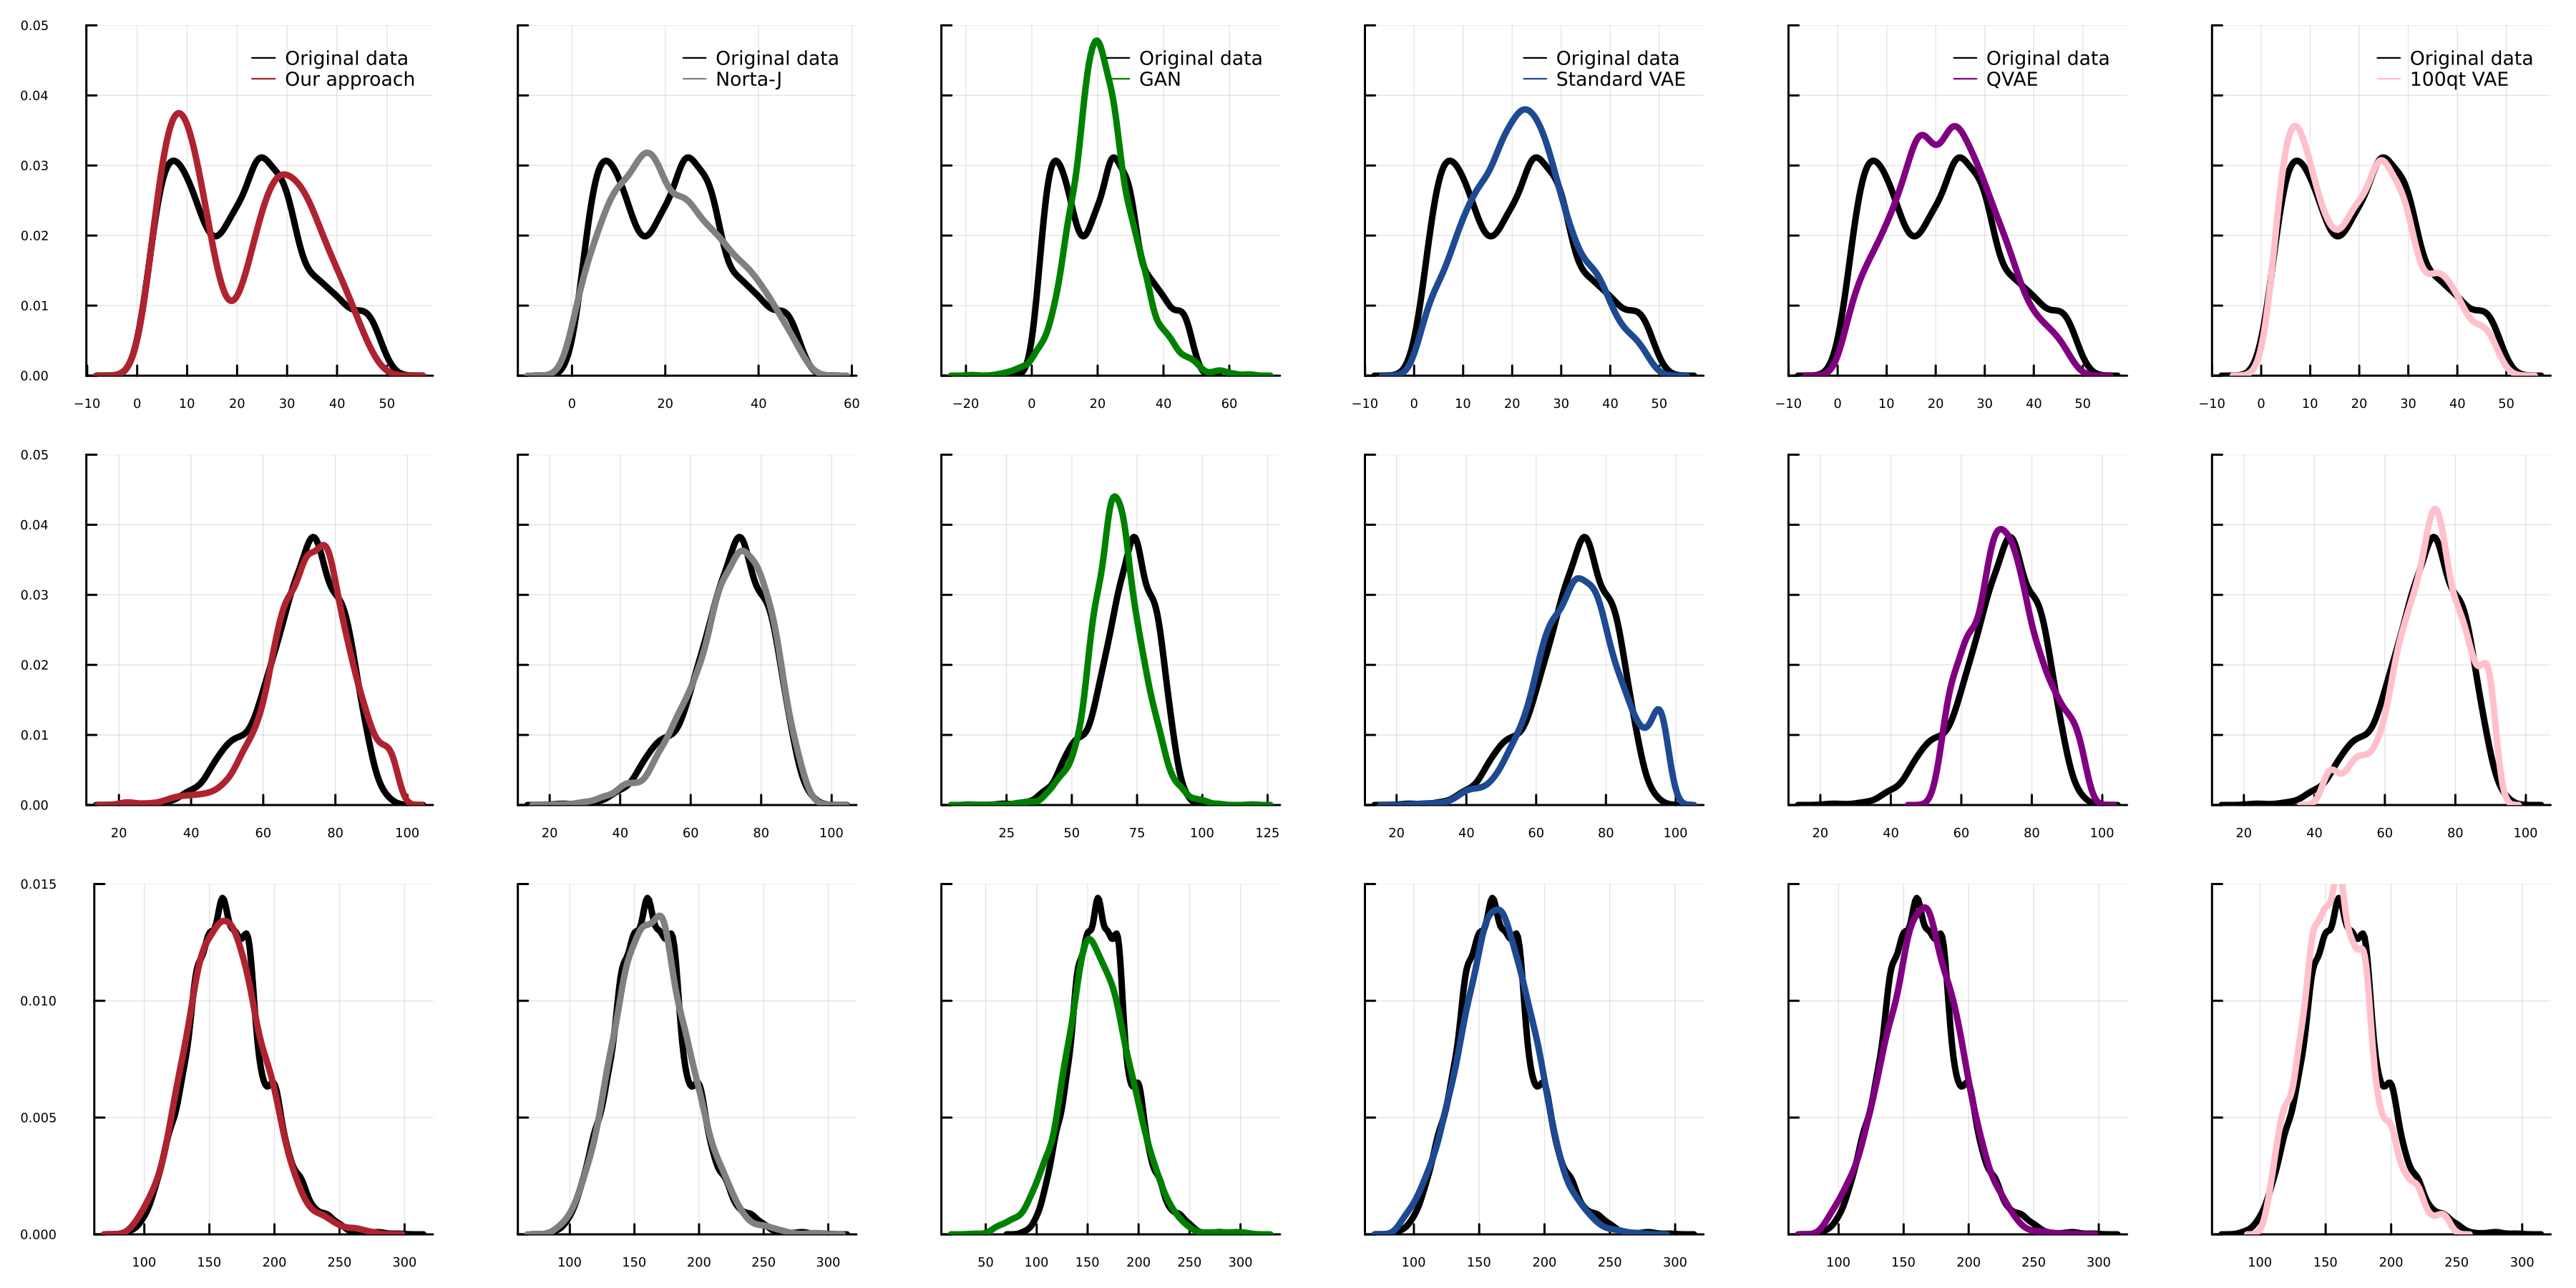 0.05
0.04
0.03
0.02
0.01
0.00
Original data
Our approach
−10 0 10 20 30 40 50
Original data
Norta-J
0 20 40 60
Original data
GAN
−20 0 20 40 60
Original data
Standard VAE
−10 0 10 20 30 40 50
Original data
QVAE
−10 0 10 20 30 40 50
Original data
100qt VAE
−10 0 10 20 30 40 50
0.05
0.04
0.03
0.02
0.01
0.00
20 40 60 80 100
20 40 60 80 100
25 50 75 100 125
20 40 60 80 100
20 40 60 80 100
20 40 60 80 100
0.015
0.010
0.005
0.000
100 150 200 250 300
100 150 200 250 300
50 100 150 200 250 300
100 150 200 250 300
100 150 200 250 300
100 150 200 250 300